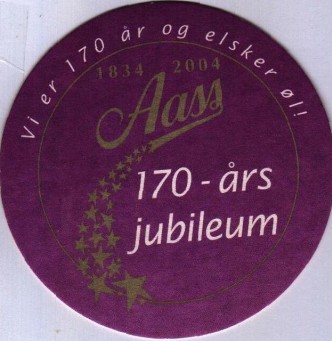 Vi er 170 år og elsker øl!
1834 2004
Aass
170 - års
jubileum